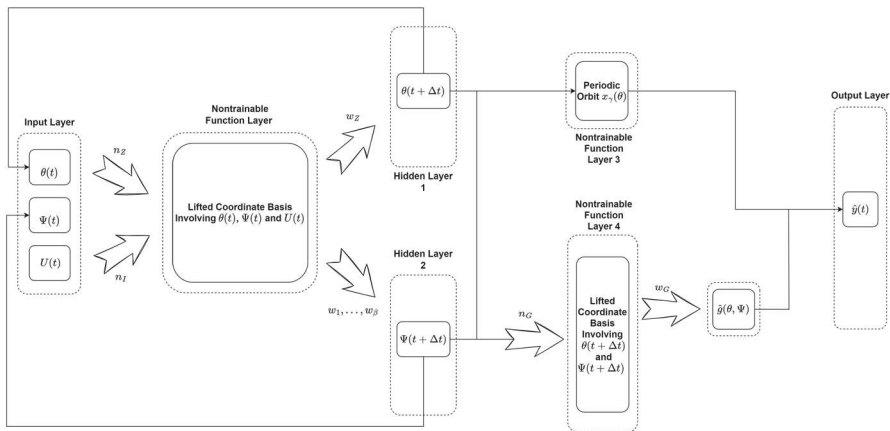 Input Layer
θ(t)
Ψ(t)
U(t)
n_Z
n_I
Nontrainable
Function Layer
Lifted Coordinate Basis
Involving θ(t), Ψ(t) and U(t)
w_Z
w_1, . . . , w_β
θ(t + Δt)
Hidden Layer
1
Hidden Layer
2
Ψ(t + Δt)
Periodic
Orbit x_γ(θ)
Nontrainable
Function
Layer 3
Nontrainable
Function
Layer 4
n_G
Lifted
Coordinate
Basis
Involving
θ(t + Δt)
and
Ψ(t + Δt)
w_G
ĝ(θ, Ψ)
Output Layer
ŷ(t)